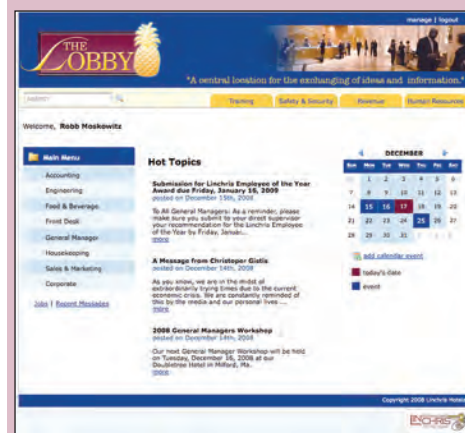 manage | logout
THE
LOBBY
"A central location for the exchanging of ideas and information."
Training Safety & Security Revenue Human Resources
Welcome, Robb Moskowitz
Main Menu
Accounting
Engineering
Food & Beverage
Front Desk
General Manager
Housekeeping
Sales & Marketing
Corporate
Jobs | Recent Messages
Hot Topics
Submission for Linchris Employee of the Year
Award due Friday, January 16, 2009
posted on December 15th, 2008
To All General Managers: As a reminder, please
make sure you submit to your direct supervisor
your recommendation for the Linchris Employee
of the Year by Friday, Januar...
more
A Message from Christoper Gistis
posted on December 14th, 2008
As you know, we are in the midst of
extraordinarily trying times due to the current
economic crisis. We are constantly reminded of
this by the media and our personal lives ...
more
2008 General Managers Workshop
posted on December 14th, 2008
Our next General Manager Workshop will be held
on Tuesday, December 16, 2008 at our
Doubletree Hotel in Milford, Ma.
more
DECEMBER
Sun Mon Tue Wed Thu Fri Sat
1 2 3 4 5 6
7 8 9 10 11 12 13
14 15 16 17 18 19 20
21 22 23 24 25 26 27
28 29 30 31
add calendar event
today's date
event
Copyright 2008 Linchris Hotels
LINCHRIS